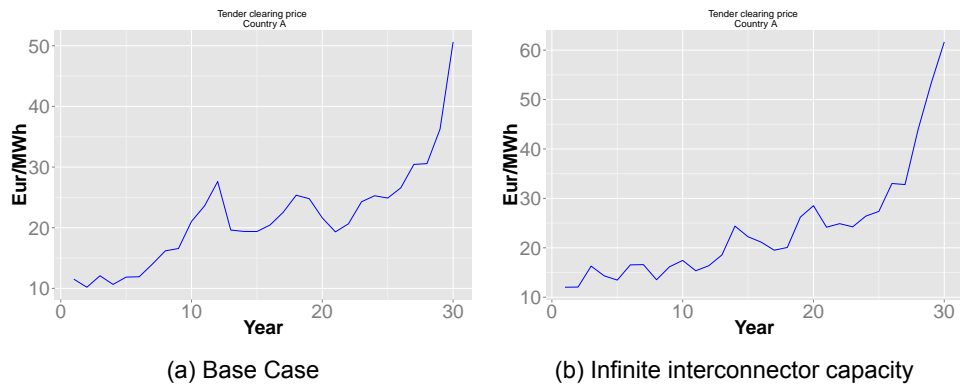 Tender clearing price
Country A
50
40
30
20
10
Eur/MWh
0
10
20
30
Year
(a) Base Case
Tender clearing price
Country A
60
50
40
30
20
10
Eur/MWh
0
10
20
30
Year
(b) Infinite interconnector capacity